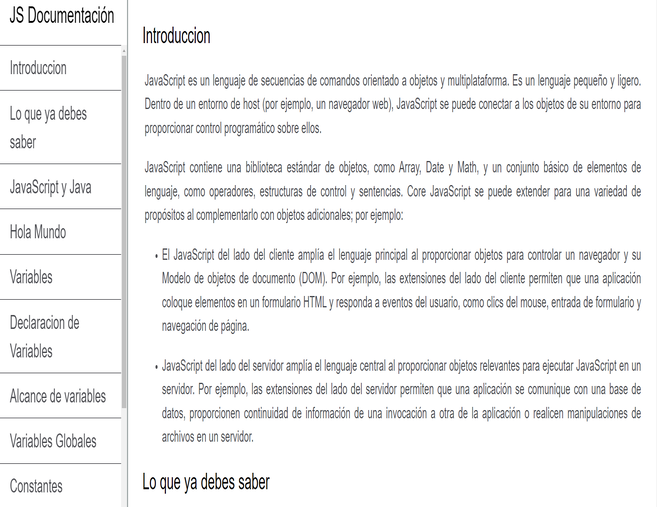 JS Documentación
Introduccion
Lo que ya debes
saber
JavaScript y Java
Hola Mundo
Variables
Declaracion de
Variables
Alcance de variables
Variables Globales
Constantes
Introduccion
JavaScript es un lenguaje de secuencias de comandos orientado a objetos y multiplataforma. Es un lenguaje pequeño y ligero.
Dentro de un entorno de host (por ejemplo, un navegador web), JavaScript se puede conectar a los objetos de su entorno para
proporcionar control programático sobre ellos.
JavaScript contiene una biblioteca estándar de objetos, como Array, Date y Math, y un conjunto básico de elementos de
lenguaje, como operadores, estructuras de control y sentencias. Core JavaScript se puede extender para una variedad de
propósitos al complementarlo con objetos adicionales; por ejemplo:
• El JavaScript del lado del cliente amplía el lenguaje principal al proporcionar objetos para controlar un navegador y su
Modelo de objetos de documento (DOM). Por ejemplo, las extensiones del lado del cliente permiten que una aplicación
coloque elementos en un formulario HTML y responda a eventos del usuario, como clics del mouse, entrada de formulario y
navegación de página.
• JavaScript del lado del servidor amplía el lenguaje central al proporcionar objetos relevantes para ejecutar JavaScript en un
servidor. Por ejemplo, las extensiones del lado del servidor permiten que una aplicación se comunique con una base de
datos, proporcionen continuidad de información de una invocación a otra de la aplicación o realicen manipulaciones de
archivos en un servidor.
Lo que ya debes saber